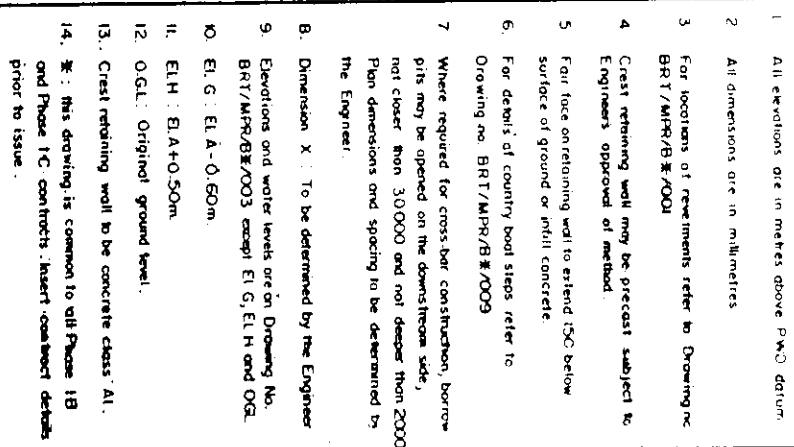 1 All elevations are in metres above PWD datum.
2 All dimensions are in millimetres
3 For locations of revetments refer to Drawing no
BRT/MPR/B※/001
4 Crest retaining wall may be precast subject to
Engineers approval of method.
5 Fair face on retaining wall to extend 150 below
surface of ground or infill concrete.
6. For details of country boat steps refer to
Drawing no. BRT/MPR/B※/009
7 Where required for cross-bar construction, borrow
pits may be opened on the downstream side,
not closer than 30.000 and not deeper than 2000
Plan dimensions and spacing to be determined by
the Engineer.
8. Dimension X : To be determined by the Engineer
9. Elevations and water levels are on Drawing No.
BRT/MPR/B※/003 except El G, EL H and OGL
10. El. G : El. A - 0.60m.
11. El.H : El.A+0.50m.
12. O.G.L : Original ground level.
13. Crest retaining wall to be concrete class A1.
14. ※ : this drawing is common to all Phase 1B
and Phase 1C contracts. Insert contract details
prior to issue.